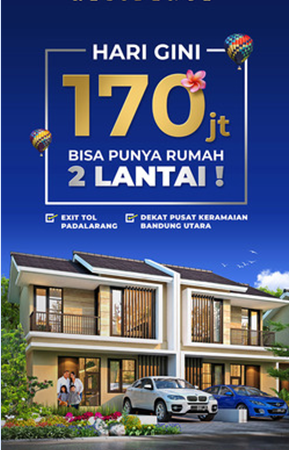 HARI GINI
170jt
BISA PUNYA RUMAH
2 LANTAI !
EXIT TOL
PADALARANG
DEKAT PUSAT KERAMAIAN
BANDUNG UTARA